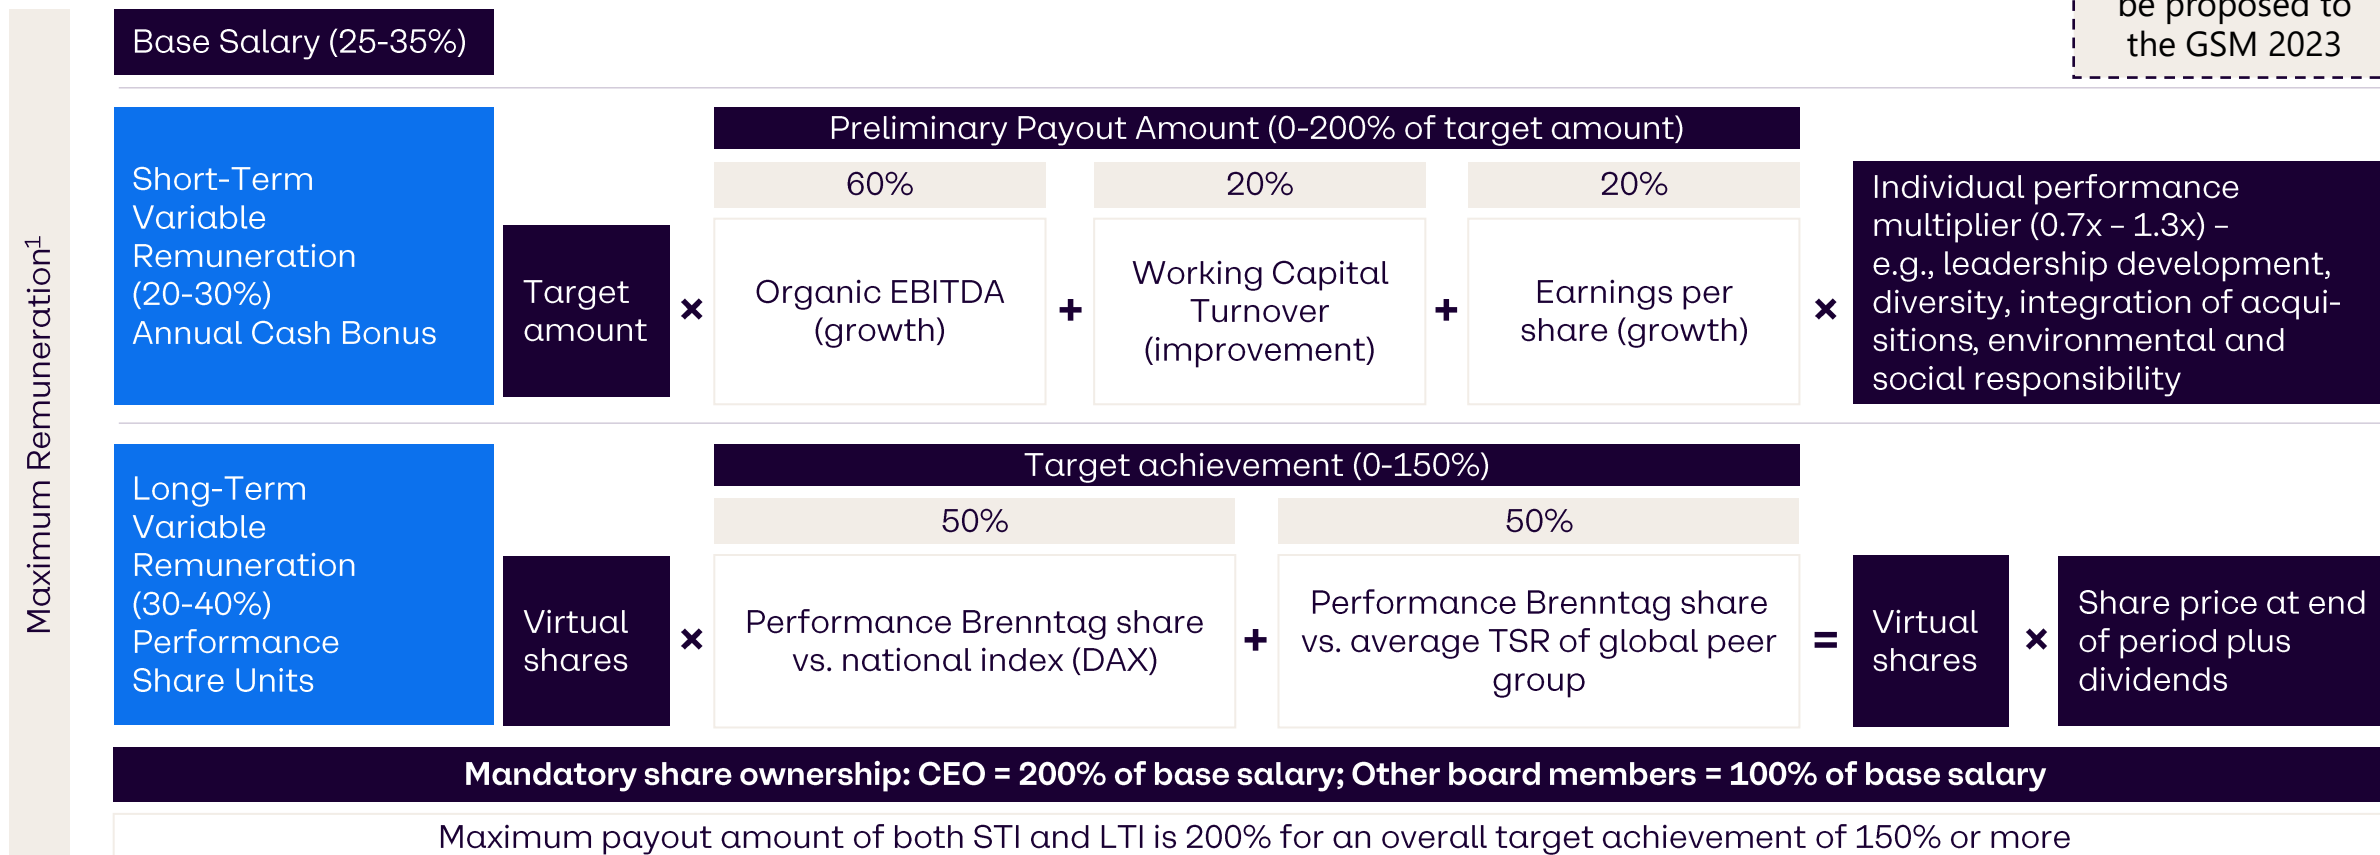 be proposed to
the GSM 2023
Maximum Remuneration1
Base Salary (25-35%)
Short-Term
Variable
Remuneration
(20-30%)
Annual Cash Bonus
Target
amount
×
Preliminary Payout Amount (0-200% of target amount)
60%
Organic EBITDA
(growth)
+
20%
Working Capital
Turnover
(improvement)
+
20%
Earnings per
share (growth)
×
Individual performance
multiplier (0.7x – 1.3x) –
e.g., leadership development,
diversity, integration of acqui-
sitions, environmental and
social responsibility
Long-Term
Variable
Remuneration
(30-40%)
Performance
Share Units
Virtual
shares
×
Target achievement (0-150%)
50%
Performance Brenntag share
vs. national index (DAX)
+
50%
Performance Brenntag share
vs. average TSR of global peer
group
=
Virtual
shares
×
Share price at end
of period plus
dividends
Mandatory share ownership: CEO = 200% of base salary; Other board members = 100% of base salary
Maximum payout amount of both STI and LTI is 200% for an overall target achievement of 150% or more